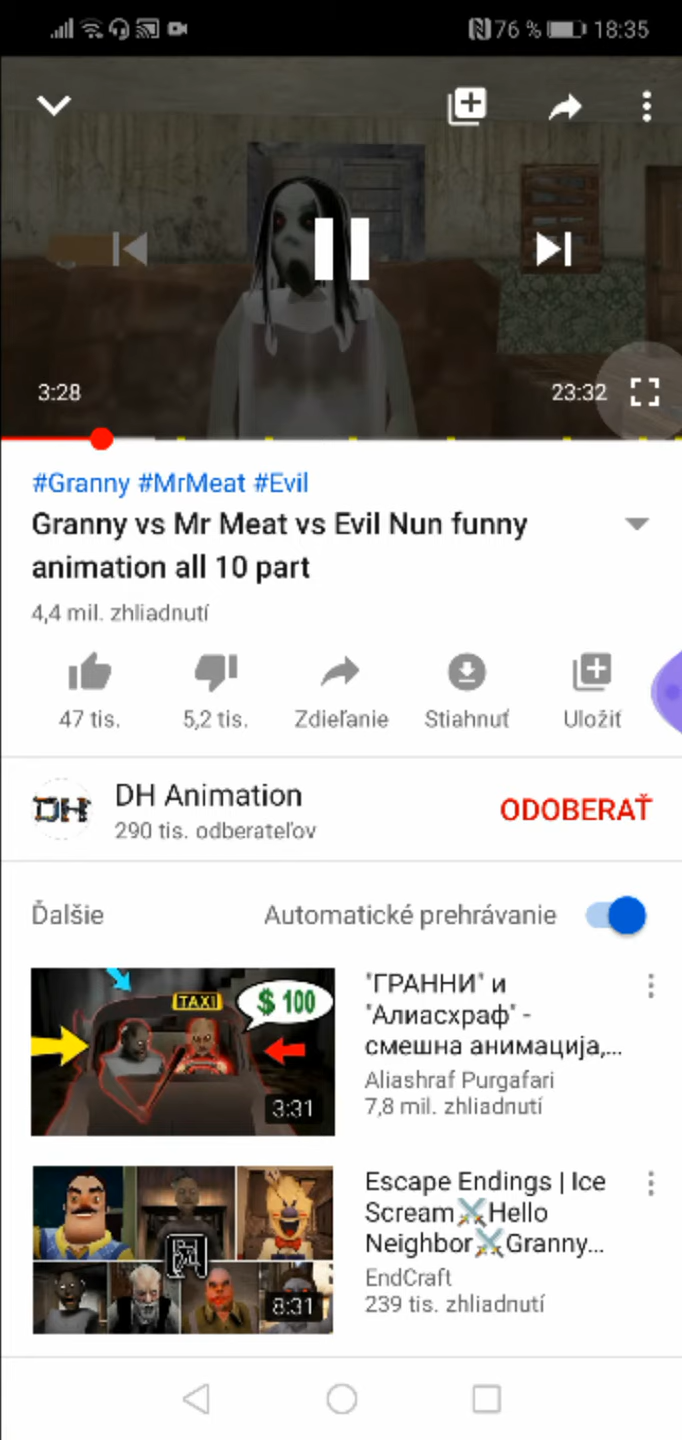 76 % 18:35
3:28 23:32
#Granny #MrMeat #Evil
Granny vs Mr Meat vs Evil Nun funny
animation all 10 part
4,4 mil. zhliadnutí
47 tis. 5,2 tis. Zdieľanie Stiahnuť Uložiť
DH
DH Animation
290 tis. odberateľov
ODOBERAŤ
Ďalšie Automatické prehrávanie
TAXI
$ 100
3:31
"ГРАННИ" и
"Алиасхраф" -
смешна анимација,...
Aliashraf Purgafari
7,8 mil. zhliadnutí
8:31
Escape Endings | Ice
Scream⚔️Hello
Neighbor⚔️Granny...
EndCraft
239 tis. zhliadnutí